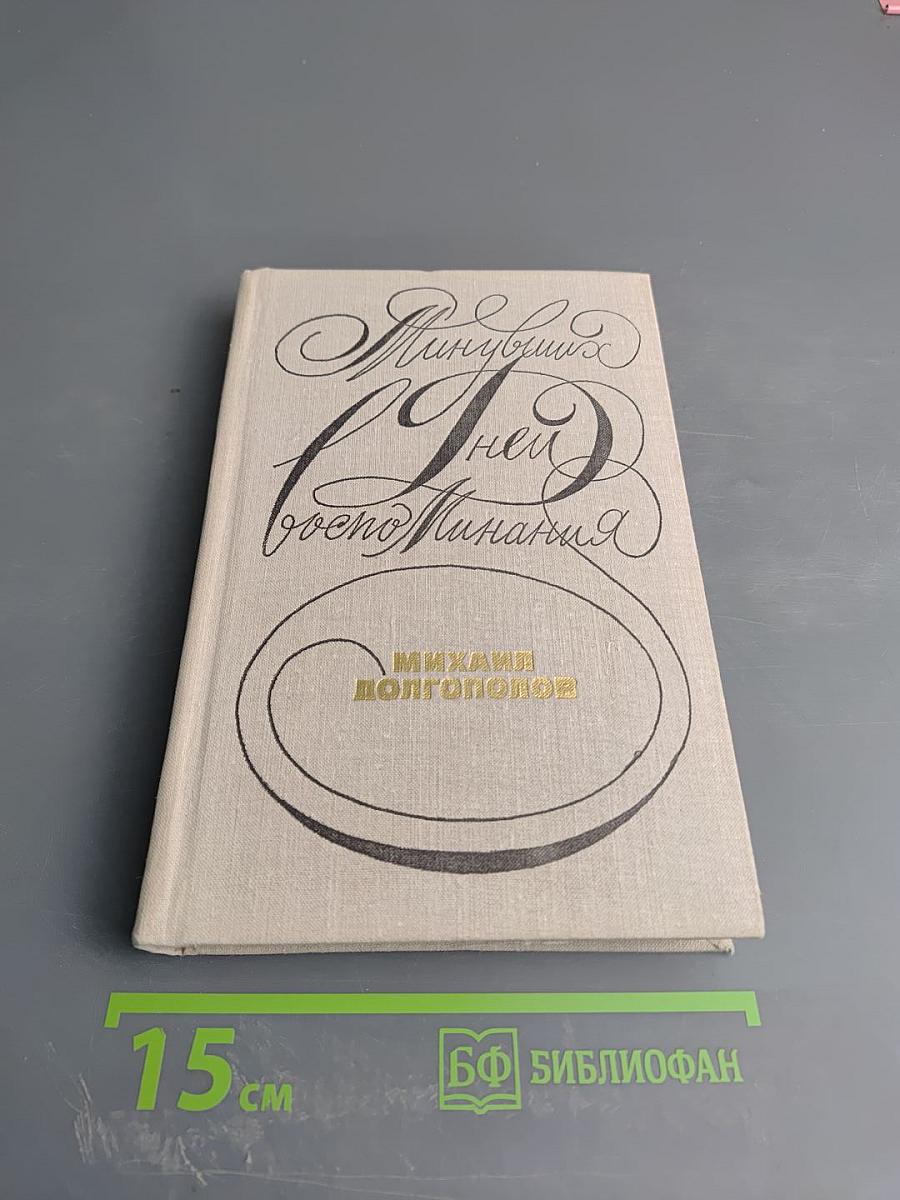 Минувших
Дней
воспоминания
МИХАИЛ
ДОЛГОПОЛОВ
15 см
БФ БИБЛИОФАН